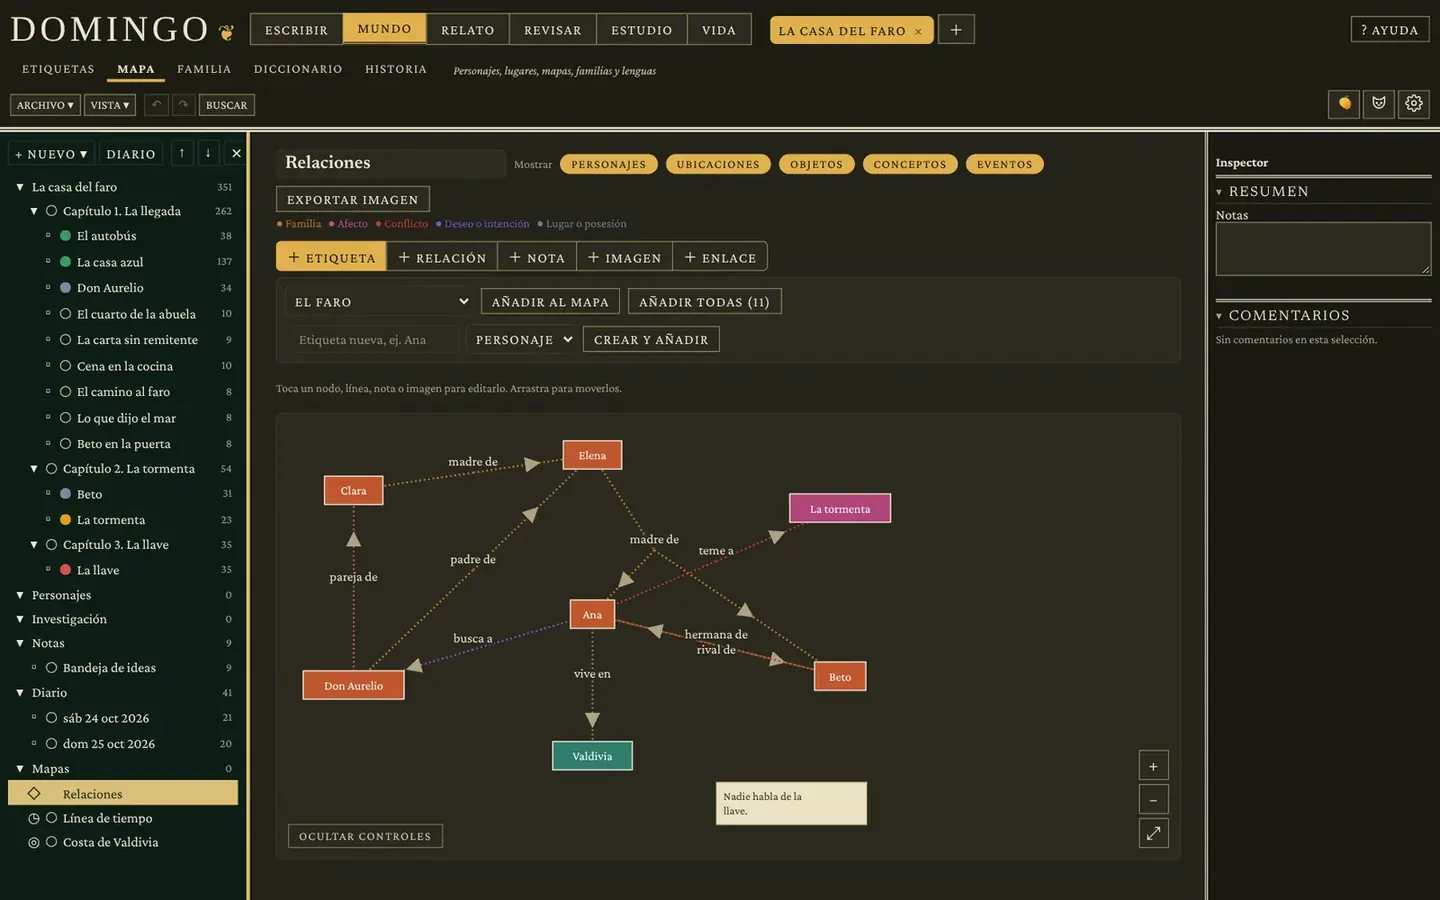 DOMINGO
ESCRIBIR MUNDO RELATO REVISAR ESTUDIO VIDA LA CASA DEL FARO × + ? AYUDA
ETIQUETAS MAPA FAMILIA DICCIONARIO HISTORIA Personajes, lugares, mapas, familias y lenguas
ARCHIVO ▾ VISTA ▾ ↶ ↷ BUSCAR
+ NUEVO ▾ DIARIO ↑ ↓ ×
▼ La casa del faro 351
▼ Capítulo 1. La llegada 262
El autobús 38
La casa azul 137
Don Aurelio 34
El cuarto de la abuela 10
La carta sin remitente 9
Cena en la cocina 10
El camino al faro 8
Lo que dijo el mar 8
Beto en la puerta 8
▼ Capítulo 2. La tormenta 54
Beto 31
La tormenta 23
▼ Capítulo 3. La llave 35
La llave 35
▼ Personajes 0
▼ Investigación 0
▼ Notas 9
Bandeja de ideas 9
▼ Diario 41
sáb 24 oct 2026 21
dom 25 oct 2026 20
▼ Mapas 0
Relaciones
Línea de tiempo
Costa de Valdivia
Relaciones Mostrar PERSONAJES UBICACIONES OBJETOS CONCEPTOS EVENTOS
EXPORTAR IMAGEN
Familia Afecto Conflicto Deseo o intención Lugar o posesión
+ ETIQUETA + RELACIÓN + NOTA + IMAGEN + ENLACE
EL FARO AÑADIR AL MAPA AÑADIR TODAS (11)
Etiqueta nueva, ej. Ana PERSONAJE CREAR Y AÑADIR
Toca un nodo, línea, nota o imagen para editarlo. Arrastra para moverlos.
Elena
madre de
Clara
La tormenta
madre de
teme a
padre de
pareja de
Ana
busca a
hermana de
rival de
vive en
Beto
Don Aurelio
Valdivia
Nadie habla de la
llave.
+
−
OCULTAR CONTROLES
Inspector
▾ RESUMEN
Notas
▾ COMENTARIOS
Sin comentarios en esta selección.